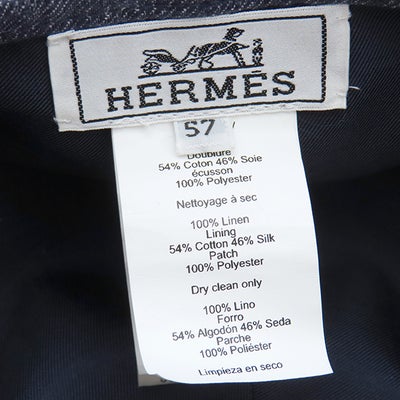 HERMÈS
57
Doublure
54% Coton 46% Soie
écusson
100% Polyester
Nettoyage à sec
100% Linen
Lining
54% Cotton 46% Silk
Patch
100% Polyester
Dry clean only
100% Lino
Forro
54% Algodón 46% Seda
Parche
100% Poliéster
Limpieza en seco